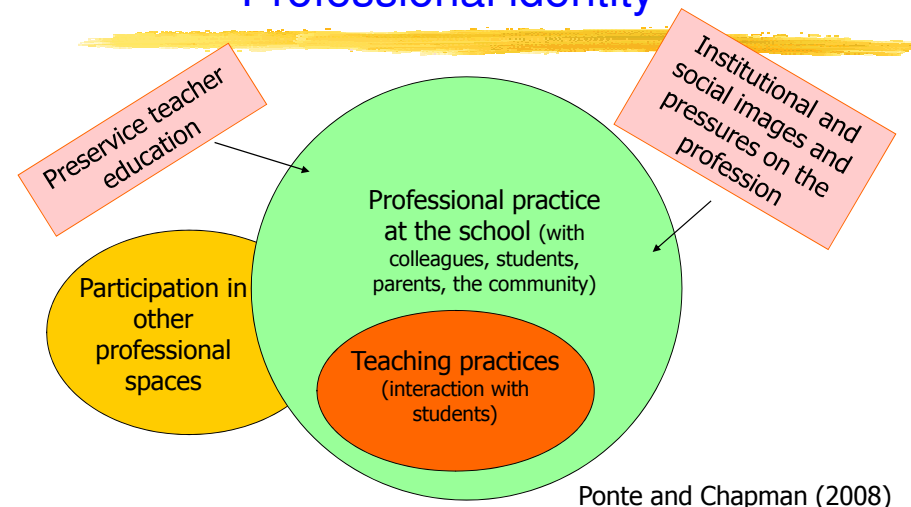 Professional identity
Preservice teacher
education
Institutional and
social images and
pressures on the
profession
Professional practice
at the school (with
colleagues, students,
parents, the community)
Participation in
other
professional
spaces
Teaching practices
(interaction with
students)
Ponte and Chapman (2008)